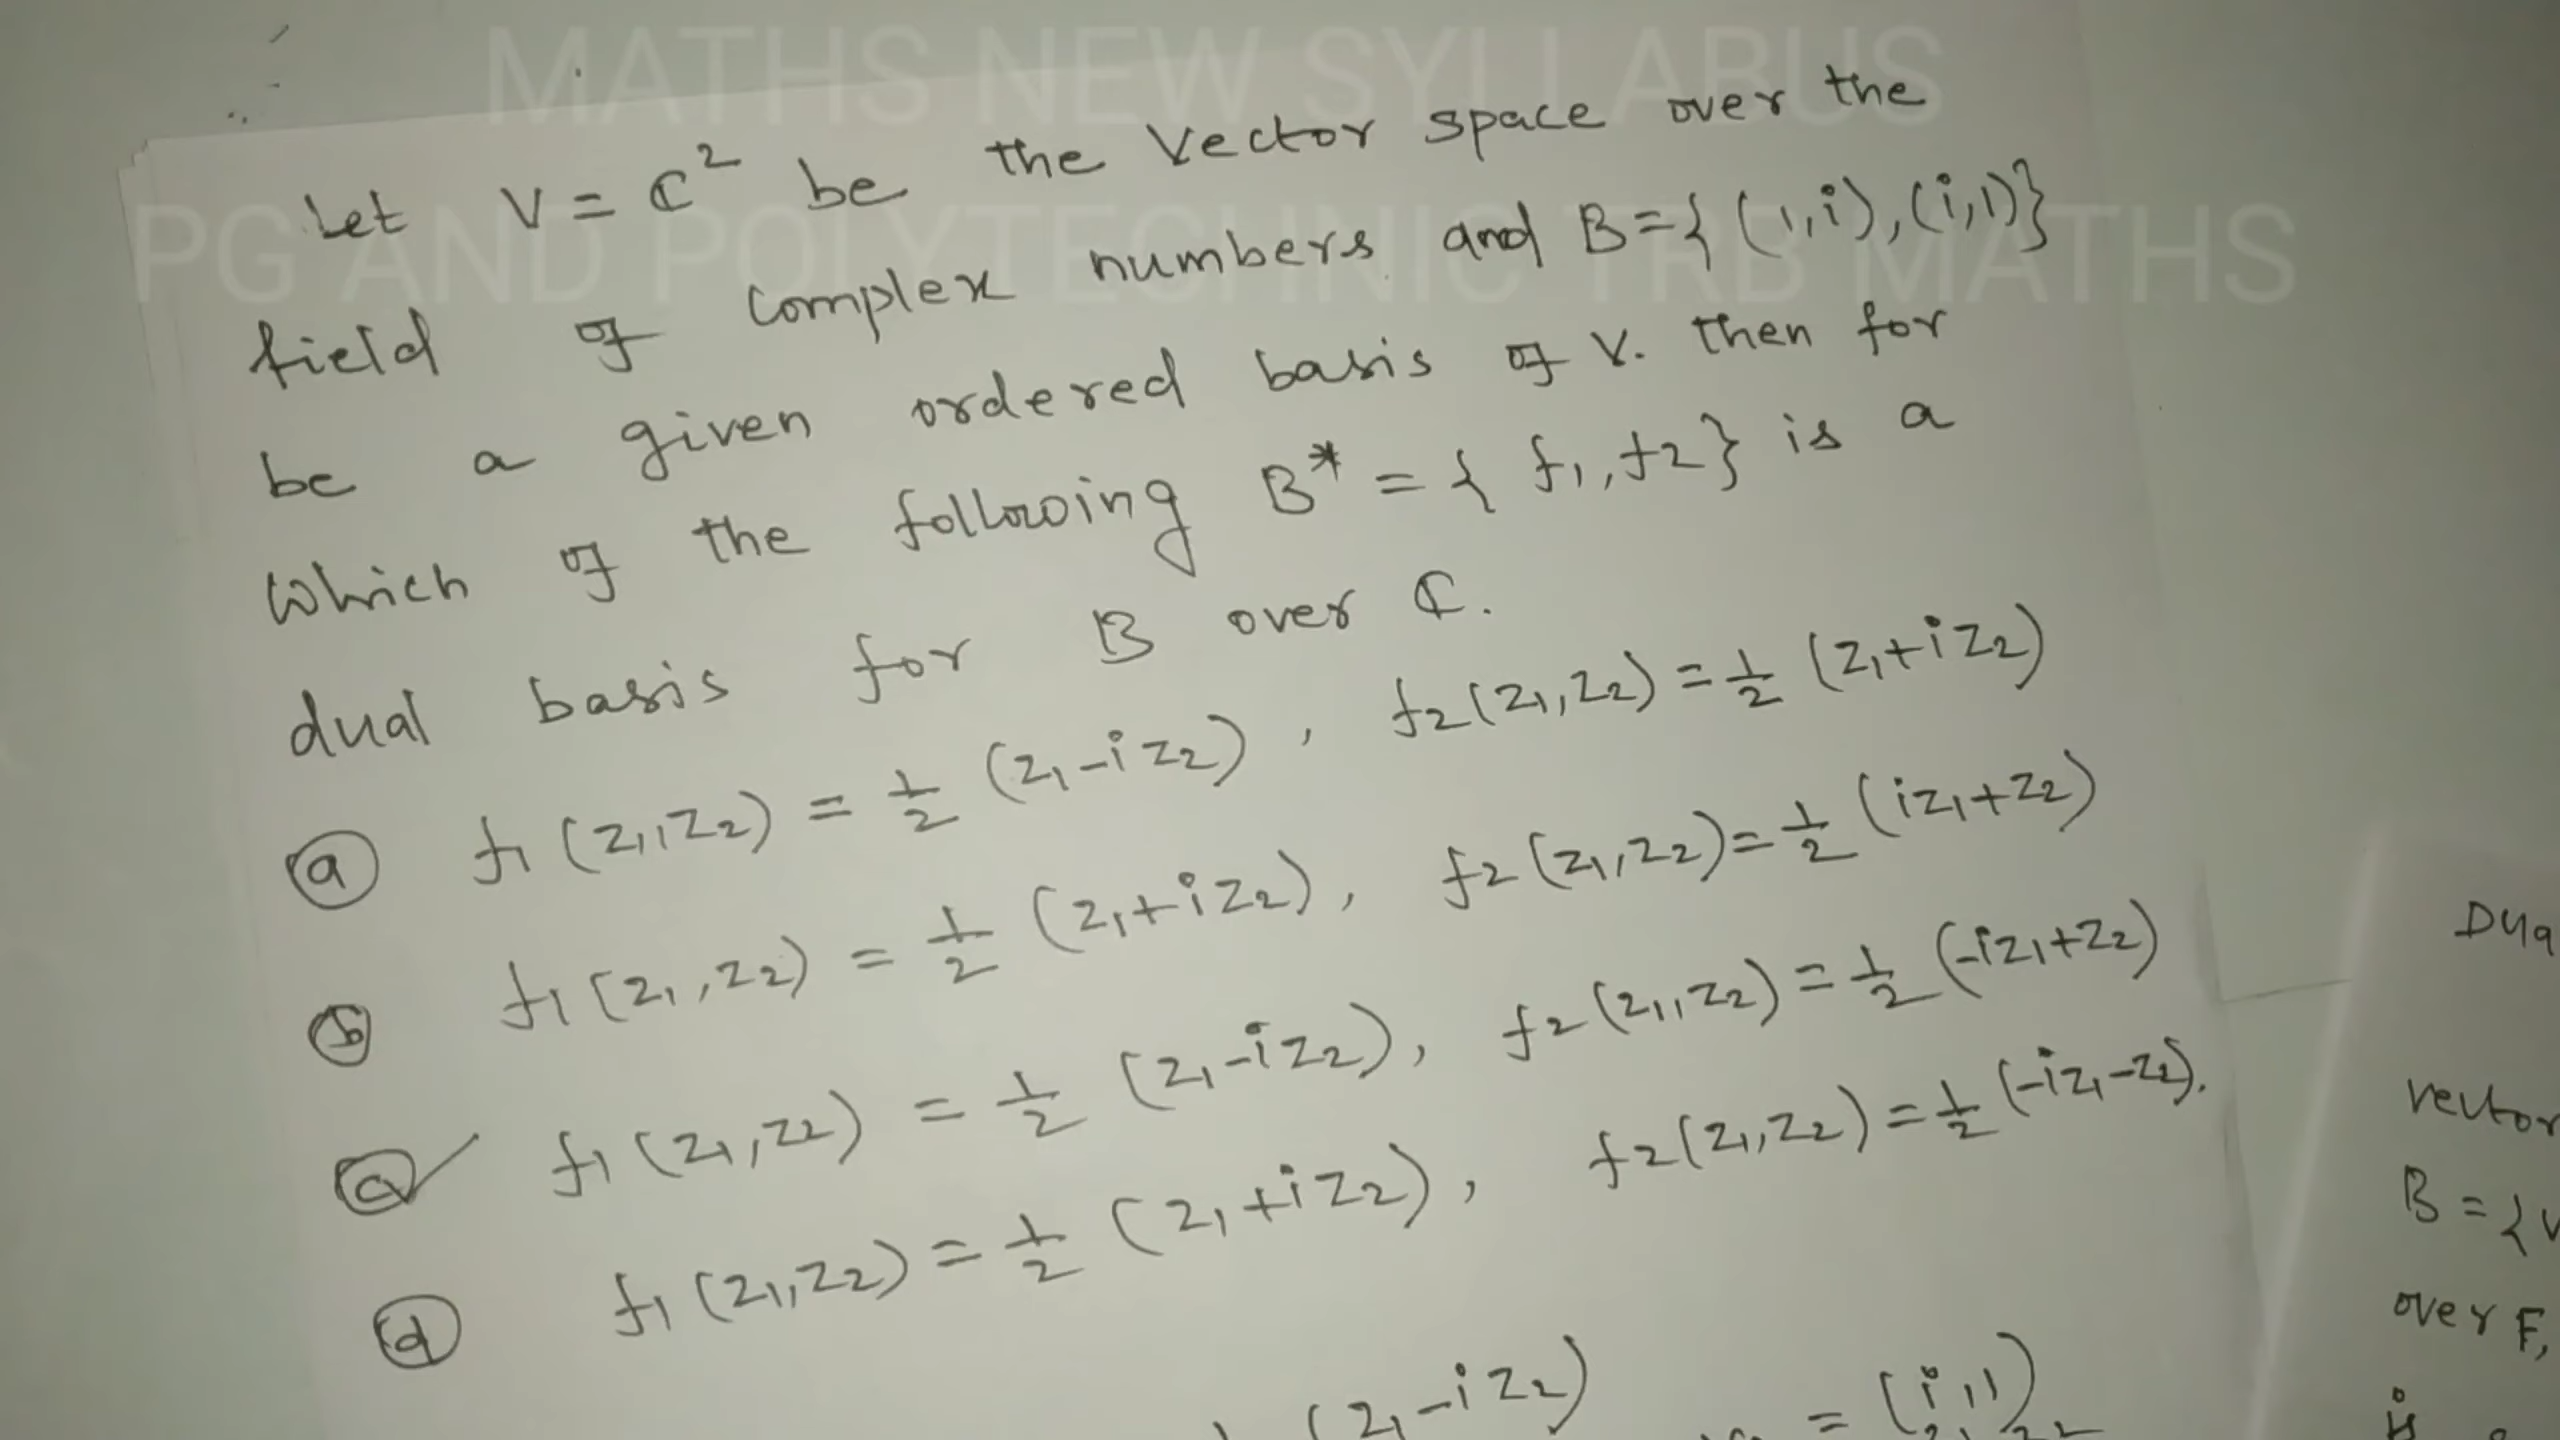 MATHS NEW SYLLABUS
PG AND POLYTECHNIC TRB MATHS
Let V = ℂ² be the vector space over the
field of complex numbers and B={(1,i),(i,1)}
be a given ordered basis of V. then for
which of the following B* = { f1, f2} is a
dual basis for B over ℂ.
ⓐ f1 (z1,z2) = 1/2 (z1-iz2), f2(z1,z2) = 1/2 (z1+iz2)
ⓑ f1 (z1,z2) = 1/2 (z1+iz2), f2(z1,z2)= 1/2 (iz1+z2)
ⓒ✓ f1 (z1,z2) = 1/2 (z1-iz2), f2(z1,z2) = 1/2 (-iz1+z2)
ⓓ f1 (z1,z2) = 1/2 (z1+iz2), f2(z1,z2) = 1/2 (-iz1-z2).
(z1-iz2) = (i,1)
Dua
vector
B = {v
over F,
is